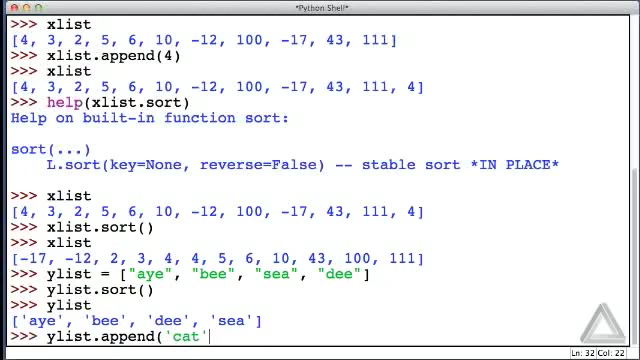 *Python Shell*
>>> xlist
[4, 3, 2, 5, 6, 10, -12, 100, -17, 43, 111]
>>> xlist.append(4)
>>> xlist
[4, 3, 2, 5, 6, 10, -12, 100, -17, 43, 111, 4]
>>> help(xlist.sort)
Help on built-in function sort:
sort(...)
    L.sort(key=None, reverse=False) -- stable sort *IN PLACE*
>>> xlist
[4, 3, 2, 5, 6, 10, -12, 100, -17, 43, 111, 4]
>>> xlist.sort()
>>> xlist
[-17, -12, 2, 3, 4, 4, 5, 6, 10, 43, 100, 111]
>>> ylist = ["aye", "bee", "sea", "dee"]
>>> ylist.sort()
>>> ylist
['aye', 'bee', 'dee', 'sea']
>>> ylist.append('cat'
Ln: 32 Col: 22